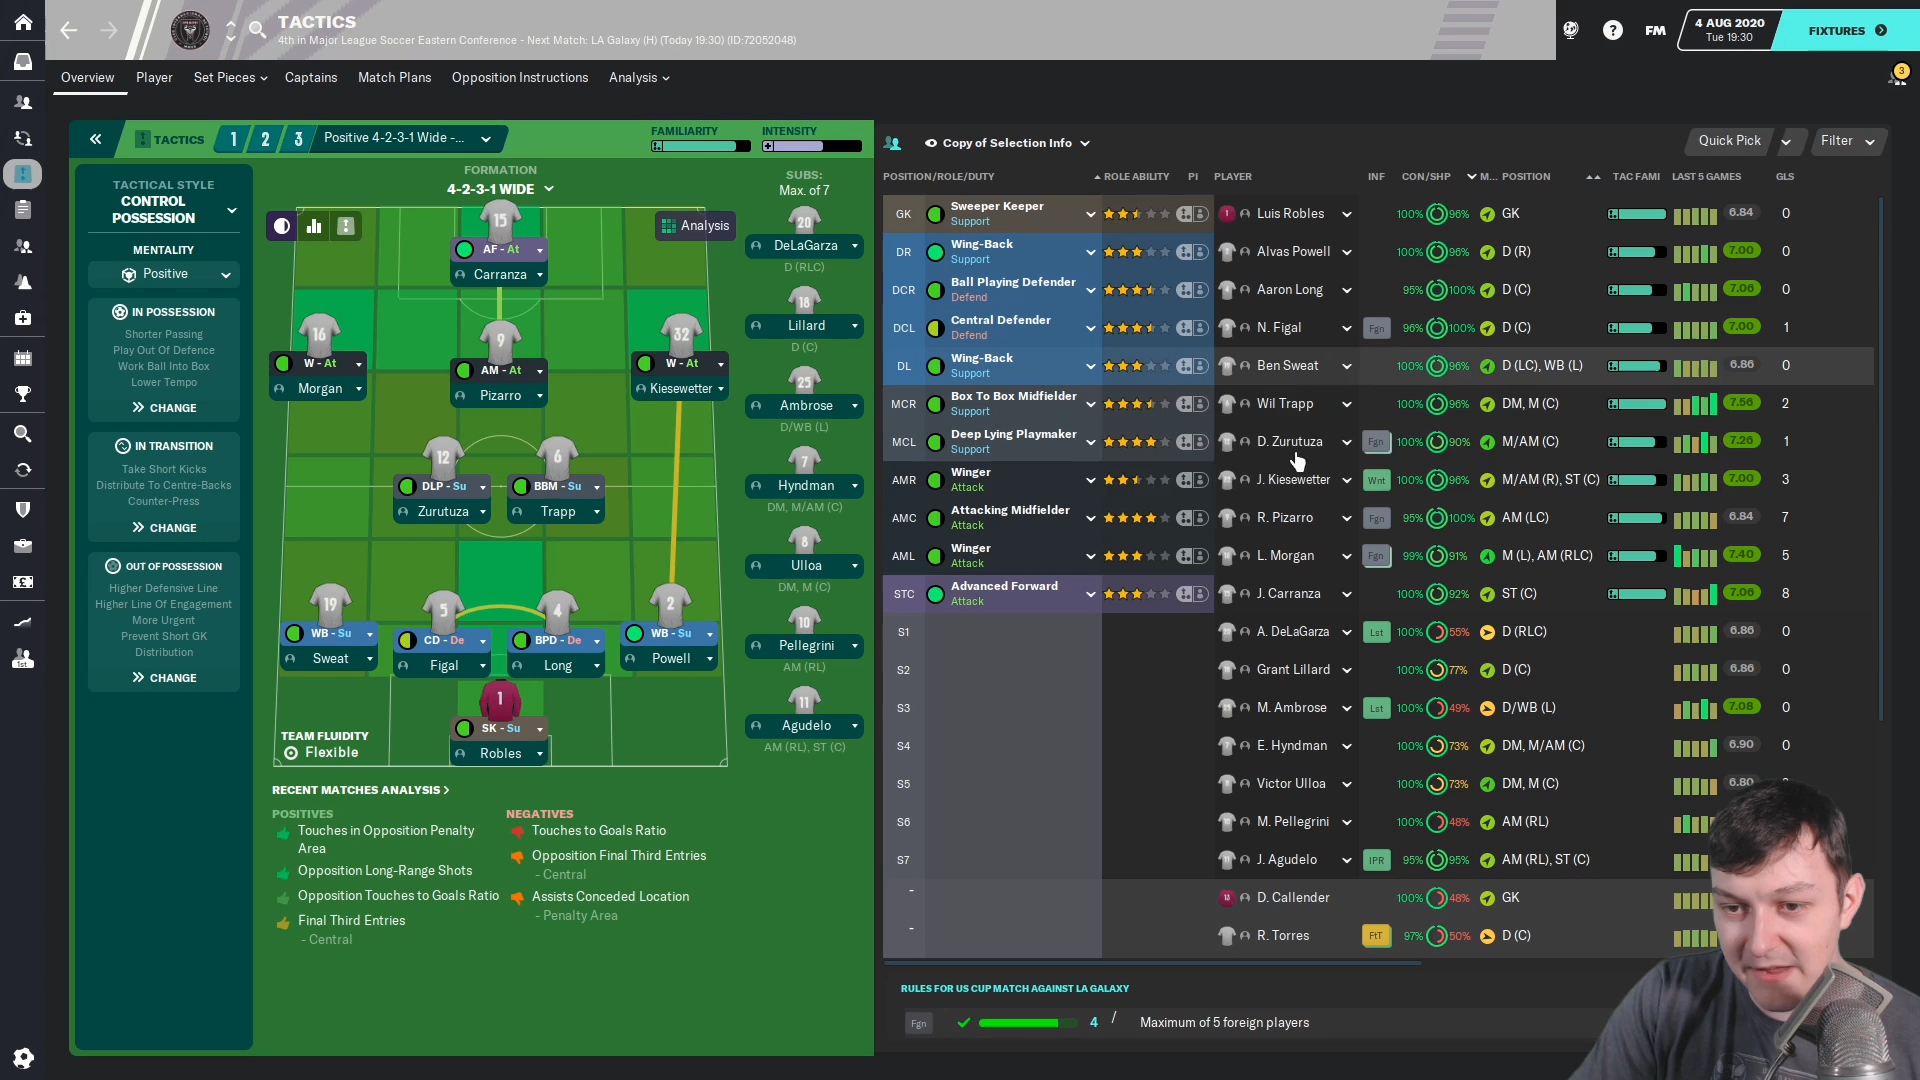 TACTICS
4th in Major League Soccer Eastern Conference - Next Match: LA Galaxy (H) (Today 19:30) (ID:72052048)
FM
4 AUG 2020
Tue 19:30
FIXTURES
3
Overview
Player
Set Pieces
Captains
Match Plans
Opposition Instructions
Analysis
TACTICS
1
2
3
Positive 4-2-3-1 Wide -...
FAMILIARITY
INTENSITY
TACTICAL STYLE
CONTROL
POSSESSION
MENTALITY
Positive
IN POSSESSION
Shorter Passing
Play Out Of Defence
Work Ball Into Box
Lower Tempo
CHANGE
IN TRANSITION
Take Short Kicks
Distribute To Centre-Backs
Counter-Press
CHANGE
OUT OF POSSESSION
Higher Defensive Line
Higher Line Of Engagement
More Urgent
Prevent Short GK
Distribution
CHANGE
FORMATION
4-2-3-1 WIDE
Analysis
15
AF - At
Carranza
16
W - At
Morgan
9
AM - At
Pizarro
32
W - At
Kiesewetter
12
DLP - Su
Zurutuza
6
BBM - Su
Trapp
19
WB - Su
Sweat
5
CD - De
Figal
4
BPD - De
Long
2
WB - Su
Powell
1
SK - Su
Robles
TEAM FLUIDITY
Flexible
SUBS:
Max. of 7
20
DeLaGarza
D (RLC)
18
Lillard
D (C)
25
Ambrose
D/WB (L)
7
Hyndman
DM, M/AM (C)
8
Ulloa
DM, M (C)
10
Pellegrini
AM (RL)
11
Agudelo
AM (RL), ST (C)
RECENT MATCHES ANALYSIS
POSITIVES
Touches in Opposition Penalty
Area
Opposition Long-Range Shots
Opposition Touches to Goals Ratio
Final Third Entries
- Central
NEGATIVES
Touches to Goals Ratio
Opposition Final Third Entries
- Central
Assists Conceded Location
- Penalty Area
Copy of Selection Info
Quick Pick
Filter
POSITION/ROLE/DUTY ROLE ABILITY PI PLAYER INF CON/SHP M... POSITION TAC FAMI LAST 5 GAMES GLS
GK Sweeper Keeper Support Luis Robles 100% 96% GK 6.84 0
DR Wing-Back Support Alvas Powell 100% 96% D (R) 7.00 0
DCR Ball Playing Defender Defend Aaron Long 95% 100% D (C) 7.06 0
DCL Central Defender Defend N. Figal Fgn 96% 100% D (C) 7.00 1
DL Wing-Back Support Ben Sweat 100% 96% D (LC), WB (L) 6.86 0
MCR Box To Box Midfielder Support Wil Trapp 100% 96% DM, M (C) 7.56 2
MCL Deep Lying Playmaker Support D. Zurutuza Fgn 100% 90% M/AM (C) 7.26 1
AMR Winger Attack J. Kiesewetter Wnt 100% 96% M/AM (R), ST (C) 7.00 3
AMC Attacking Midfielder Attack R. Pizarro Fgn 95% 100% AM (LC) 6.84 7
AML Winger Attack L. Morgan Fgn 99% 91% M (L), AM (RLC) 7.40 5
STC Advanced Forward Attack J. Carranza 100% 92% ST (C) 7.06 8
S1 A. DeLaGarza Lst 100% 55% D (RLC) 6.86 0
S2 Grant Lillard 100% 77% D (C) 6.86 0
S3 M. Ambrose Lst 100% 49% D/WB (L) 7.08 0
S4 E. Hyndman 100% 73% DM, M/AM (C) 6.90 0
S5 Victor Ulloa 100% 73% DM, M (C) 6.80
S6 M. Pellegrini 100% 48% AM (RL)
S7 J. Agudelo IPR 95% 95% AM (RL), ST (C)
- D. Callender 100% 48% GK
- R. Torres FtT 97% 50% D (C)
RULES FOR US CUP MATCH AGAINST LA GALAXY
Fgn 4 / Maximum of 5 foreign players